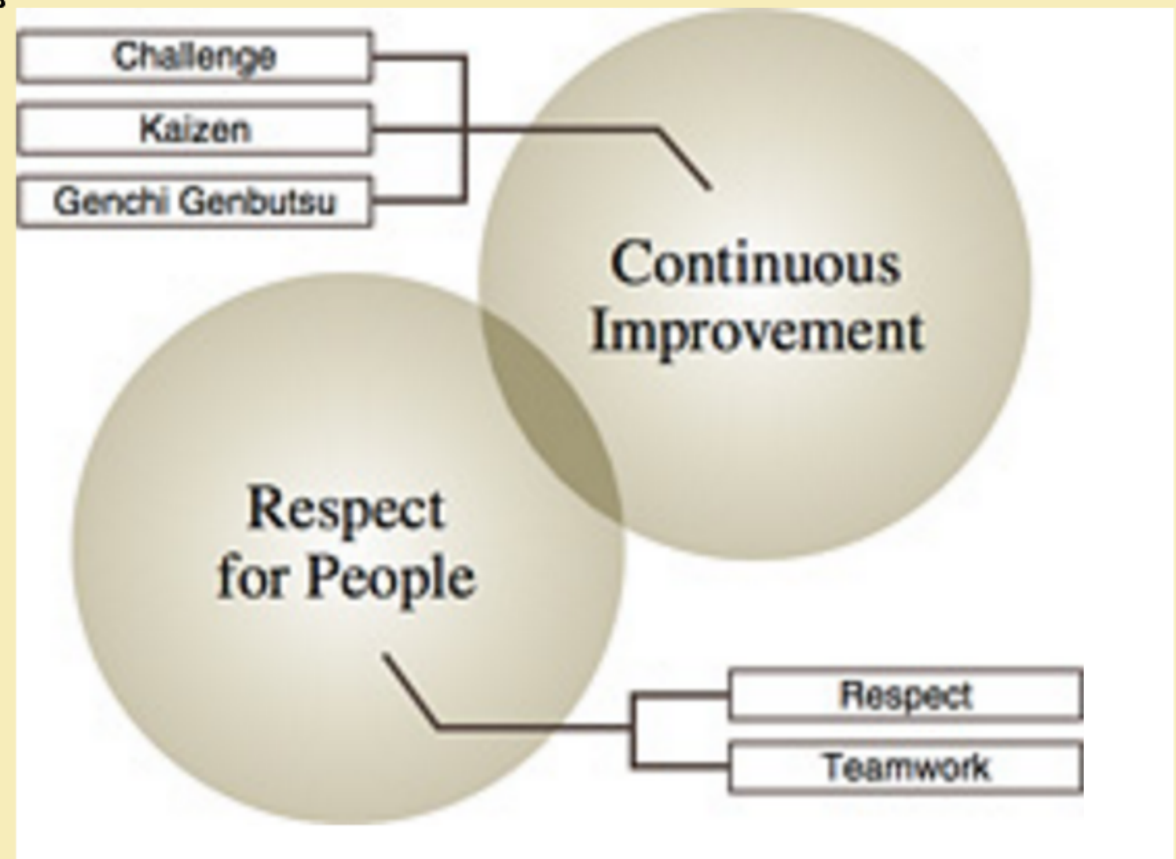 Challenge
Kaizen
Genchi Genbutsu
Continuous
Improvement
Respect
for People
Respect
Teamwork